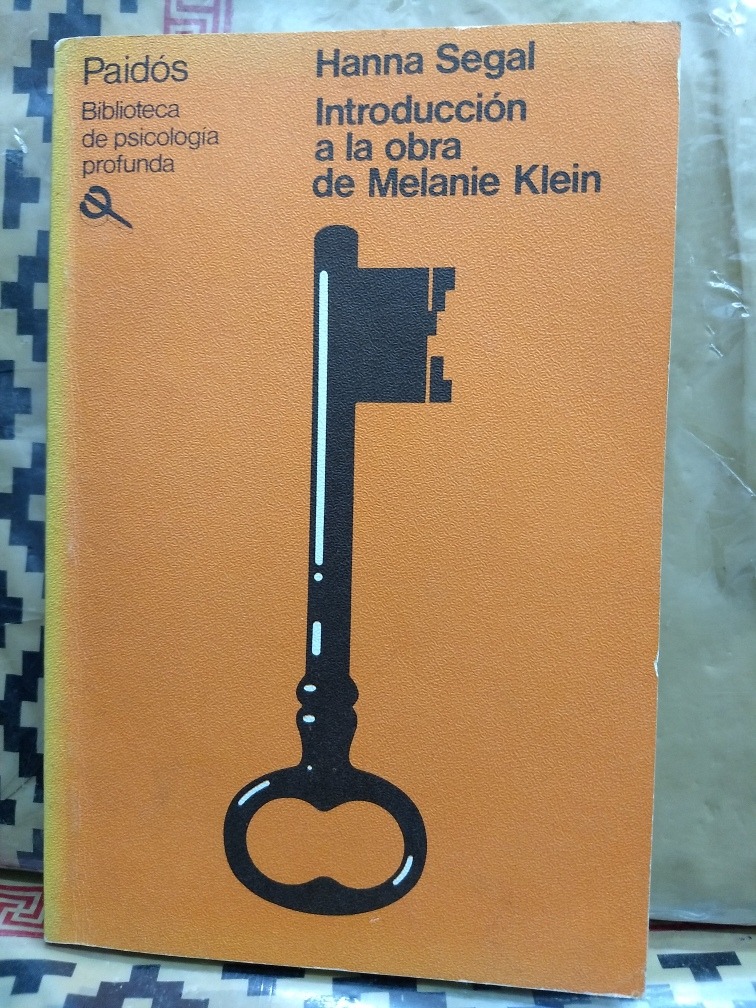 Paidós
Biblioteca
de psicología
profunda
Hanna Segal
Introducción
a la obra
de Melanie Klein